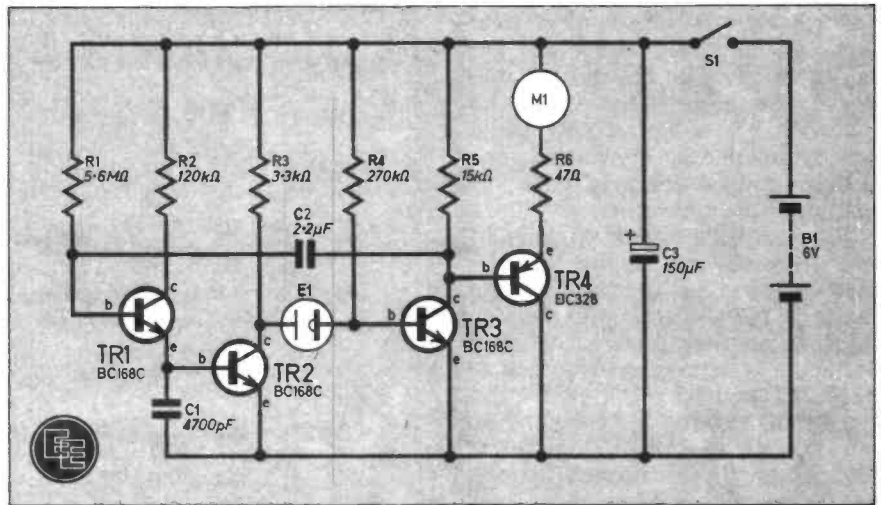 S1
M1
R1
5·6MΩ
R2
120kΩ
R3
3·3kΩ
R4
270kΩ
R5
15kΩ
R6
47Ω
C2
2·2µF
B1
6V
+
C3
150µF
e
b
TR4
BC328
c
E1
c
b
TR1
BC168C
e
c
b
TR2
BC168C
e
c
b
TR3
BC168C
e
C1
4700pF
EE